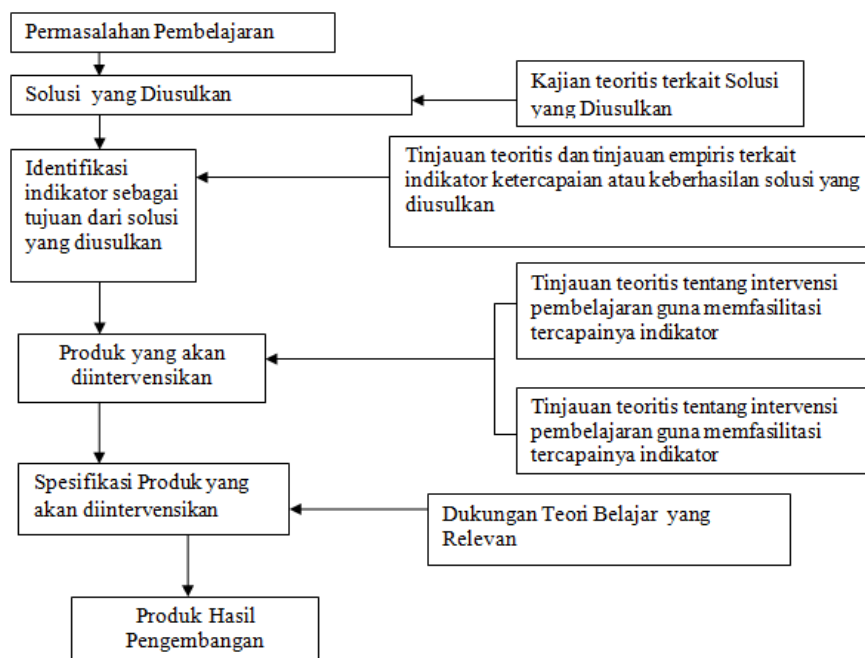 Permasalahan Pembelajaran
Solusi yang Diusulkan
Kajian teoritis terkait Solusi
yang Diusulkan
Identifikasi
indikator sebagai
tujuan dari solusi
yang diusulkan
Tinjauan teoritis dan tinjauan empiris terkait
indikator ketercapaian atau keberhasilan solusi yang
diusulkan
Tinjauan teoritis tentang intervensi
pembelajaran guna memfasilitasi
tercapainya indikator
Produk yang akan
diintervensikan
Tinjauan teoritis tentang intervensi
pembelajaran guna memfasilitasi
tercapainya indikator
Spesifikasi Produk yang
akan diintervensikan
Dukungan Teori Belajar yang
Relevan
Produk Hasil
Pengembangan